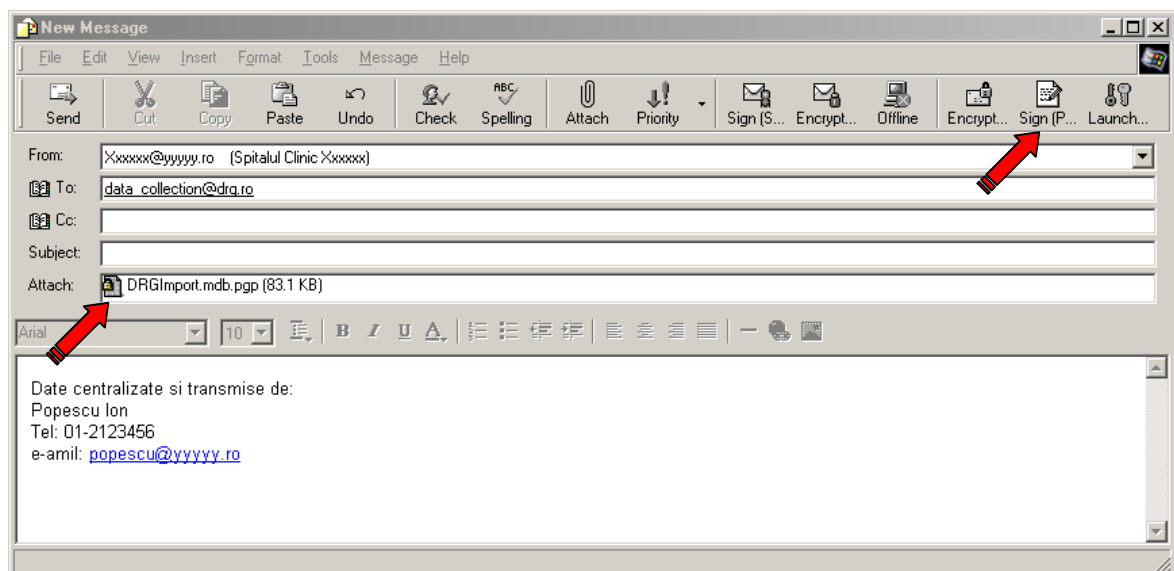 New Message
File Edit View Insert Format Tools Message Help
Send Cut Copy Paste Undo Check Spelling Attach Priority Sign (S... Encrypt... Offline Encrypt... Sign (P... Launch...
From: Xxxxxx@yyyyy.ro (Spitalul Clinic Xxxxxx)
To: data_collection@drg.ro
Cc:
Subject:
Attach: DRGImport.mdb.pgp (83.1 KB)
Arial 10 B I U A
Date centralizate si transmise de:
Popescu Ion
Tel: 01-2123456
e-amil: popescu@yyyyy.ro